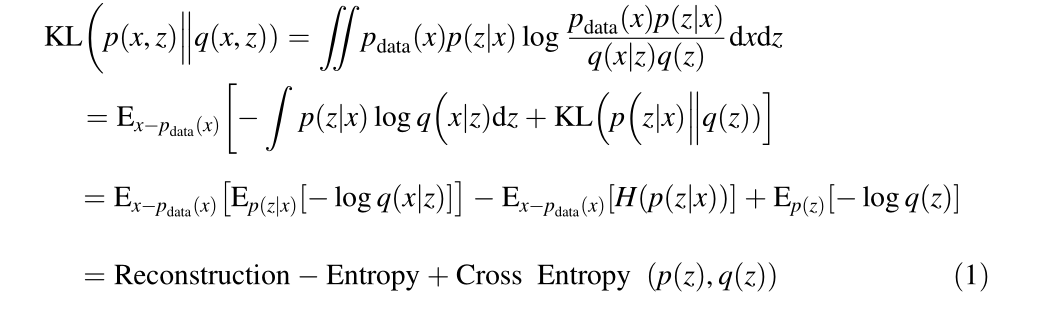 KL(p(x,z)||q(x,z)) = ∬ p_data(x)p(z|x) log p_data(x)p(z|x) / q(x|z)q(z) dxdz
= E_{x−p_data(x)} [ − ∫ p(z|x) log q(x|z)dz + KL(p(z|x)||q(z)) ]
= E_{x−p_data(x)} [E_{p(z|x)}[− log q(x|z)]] − E_{x−p_data(x)}[H(p(z|x))] + E_{p(z)}[− log q(z)]
= Reconstruction − Entropy + Cross Entropy (p(z),q(z)) (1)